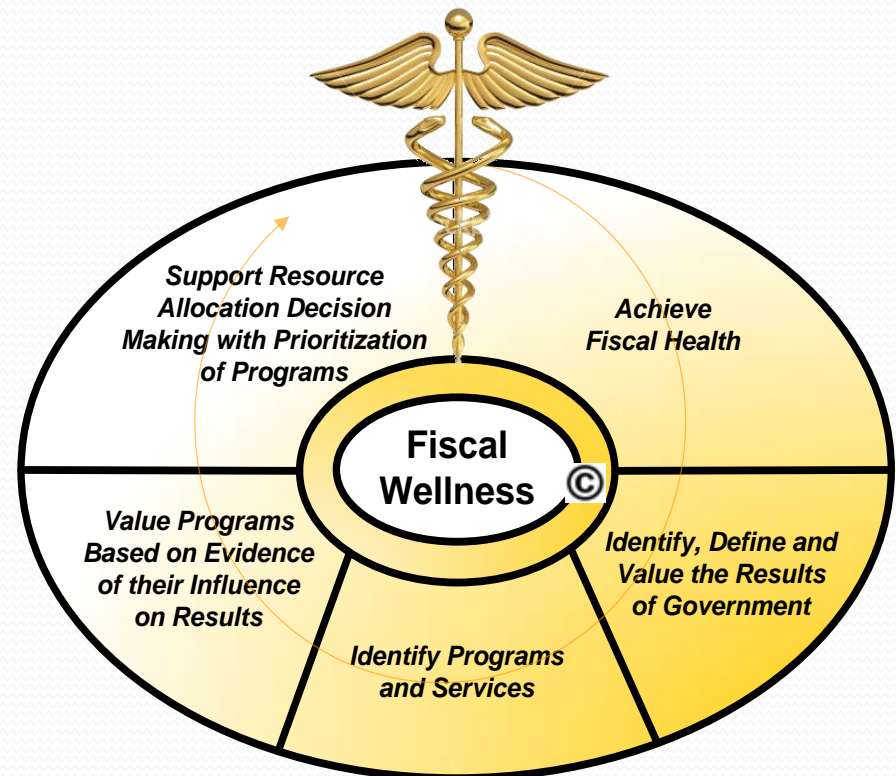 Support Resource
Allocation Decision
Making with Prioritization
of Programs
Achieve
Fiscal Health
Fiscal
Wellness ©
Value Programs
Based on Evidence
of their Influence
on Results
Identify, Define and
Value the Results
of Government
Identify Programs
and Services